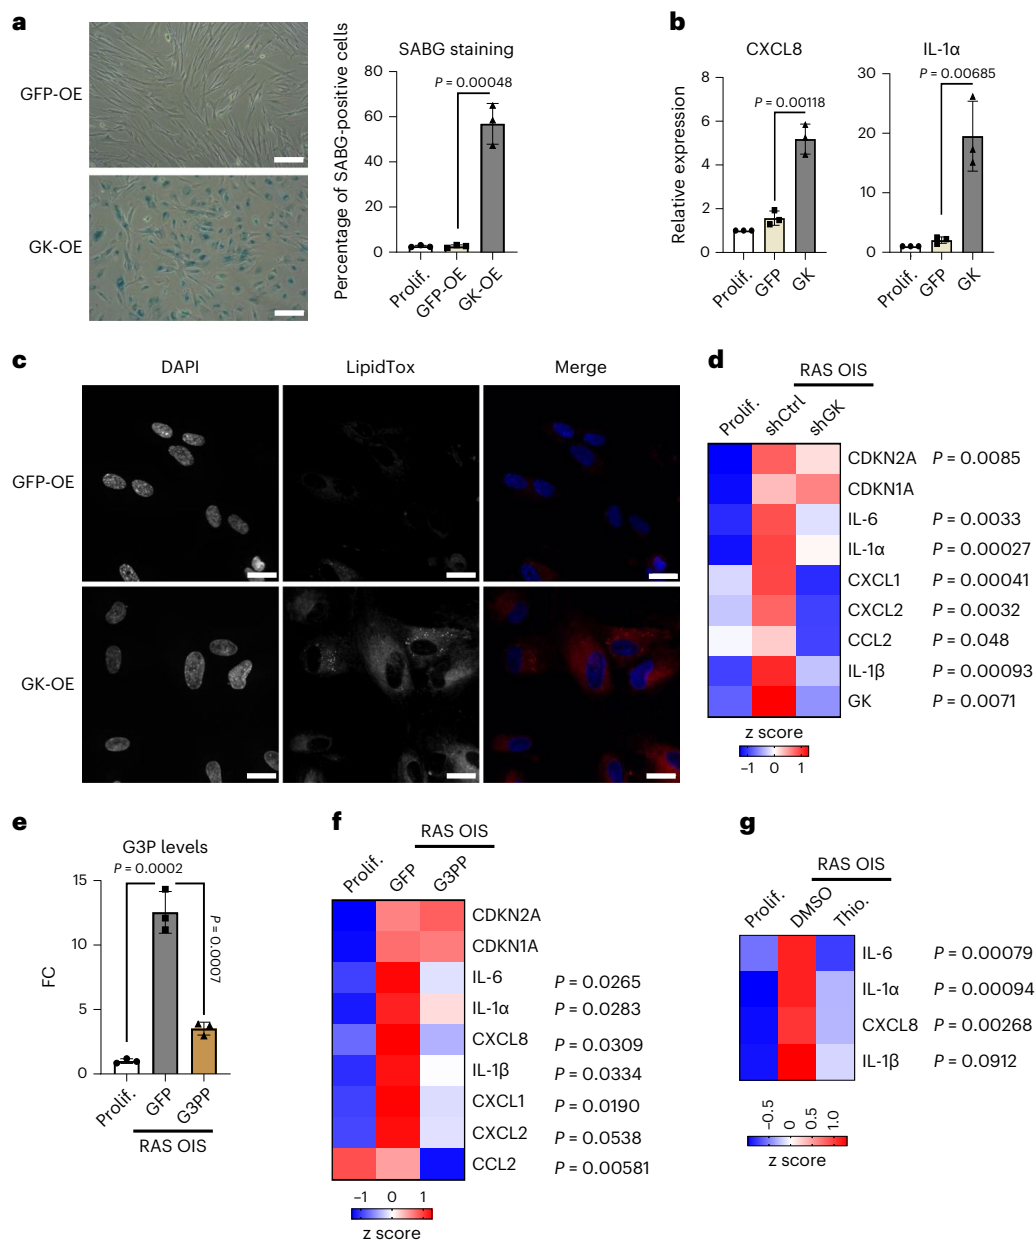 a
GFP-OE
GK-OE
SABG staining
Percentage of SABG-positive cells
80
60
40
20
0
P = 0.00048
Prolif.
GFP-OE
GK-OE
b
CXCL8
Relative expression
8
6
4
2
0
P = 0.00118
Prolif.
GFP
GK
IL-1α
30
20
10
0
P = 0.00685
Prolif.
GFP
GK
c
DAPI
LipidTox
Merge
GFP-OE
GK-OE
d
RAS OIS
Prolif.
shCtrl
shGK
CDKN2A P = 0.0085
CDKN1A
IL-6 P = 0.0033
IL-1α P = 0.00027
CXCL1 P = 0.00041
CXCL2 P = 0.0032
CCL2 P = 0.048
IL-1β P = 0.00093
GK P = 0.0071
z score
–1 0 1
e
G3P levels
P = 0.0002
P = 0.0007
FC
15
10
5
0
Prolif.
GFP
G3PP
RAS OIS
f
RAS OIS
Prolif.
GFP
G3PP
CDKN2A
CDKN1A
IL-6 P = 0.0265
IL-1α P = 0.0283
CXCL8 P = 0.0309
IL-1β P = 0.0334
CXCL1 P = 0.0190
CXCL2 P = 0.0538
CCL2 P = 0.00581
–1 0 1
z score
g
RAS OIS
Prolif.
DMSO
Thio.
IL-6 P = 0.00079
IL-1α P = 0.00094
CXCL8 P = 0.00268
IL-1β P = 0.0912
–0.5 0 0.5 1.0
z score